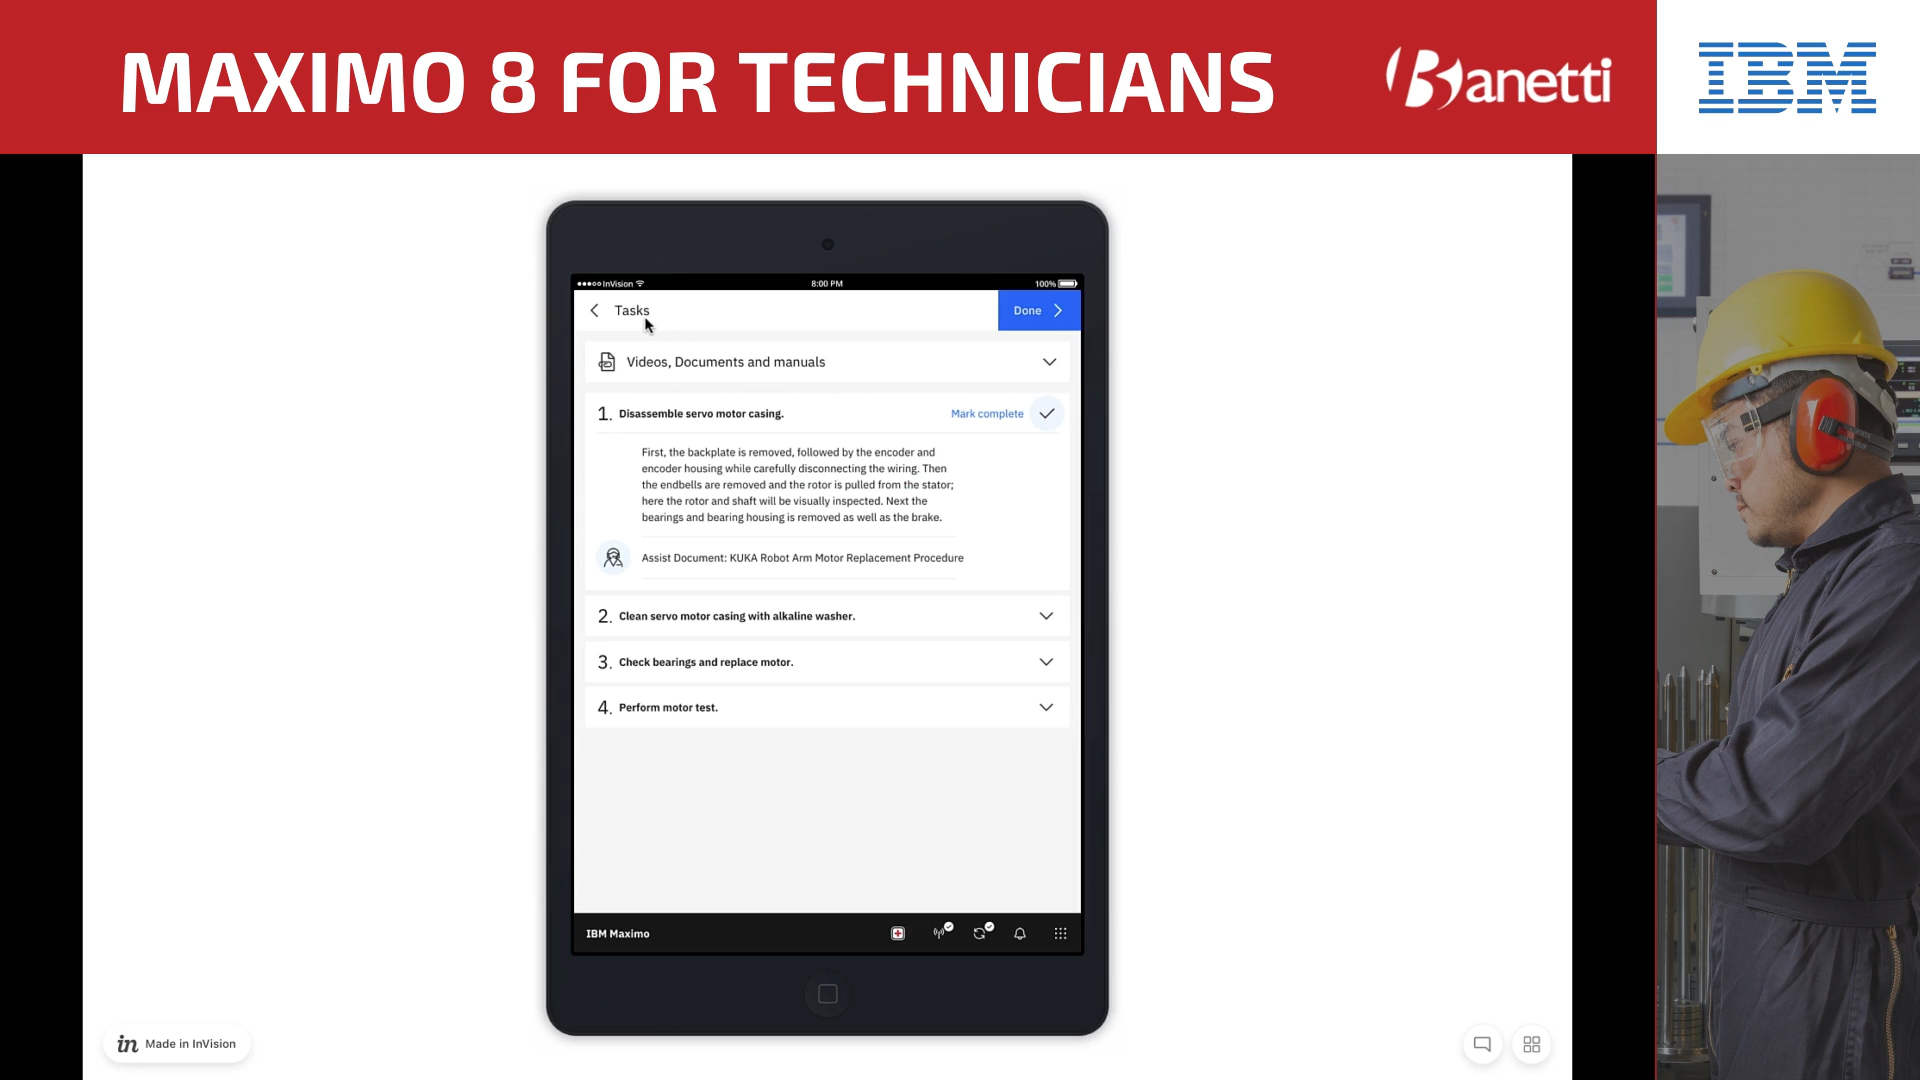 MAXIMO 8 FOR TECHNICIANS
Banetti
IBM
InVision
8:00 PM
100%
Tasks
Done
Videos, Documents and manuals
1. Disassemble servo motor casing.
Mark complete
First, the backplate is removed, followed by the encoder and
encoder housing while carefully disconnecting the wiring. Then
the endbells are removed and the rotor is pulled from the stator;
here the rotor and shaft will be visually inspected. Next the
bearings and bearing housing is removed as well as the brake.
Assist Document: KUKA Robot Arm Motor Replacement Procedure
2. Clean servo motor casing with alkaline washer.
3. Check bearings and replace motor.
4. Perform motor test.
IBM Maximo
in Made in InVision